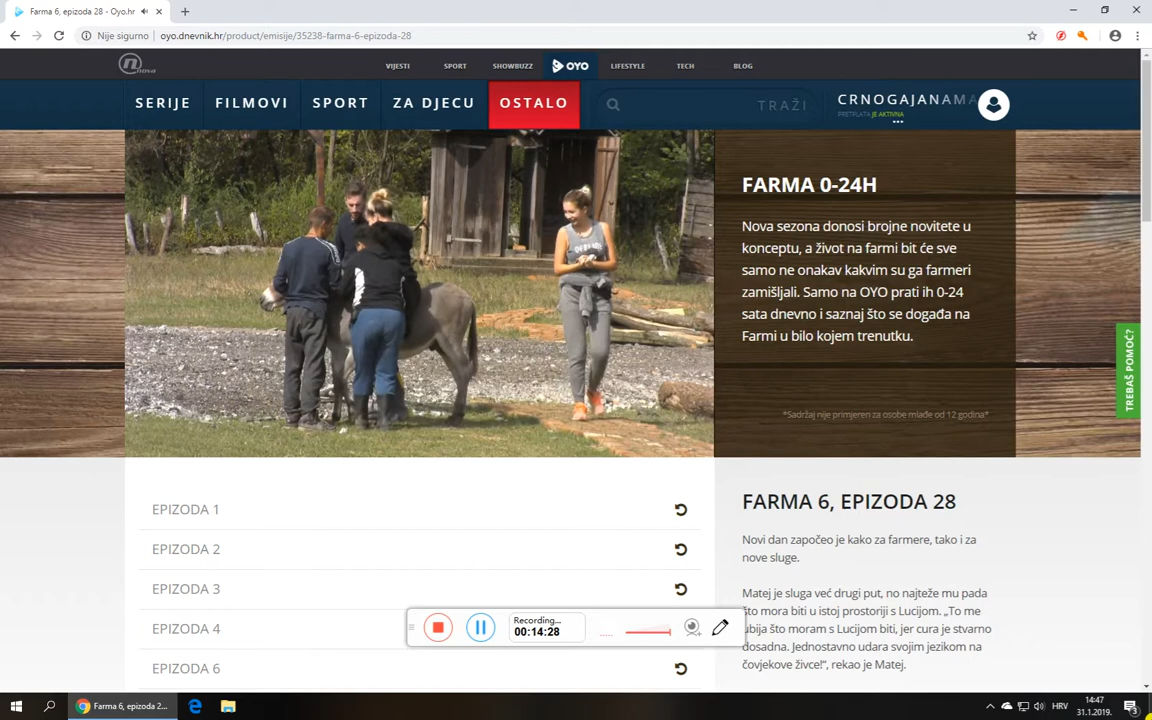 Farma 6, epizoda 28 - Oyo.hr
Nije sigurno
oyo.dnevnik.hr/product/emisije/35238-farma-6-epizoda-28
nova
VIJESTI
SPORT
SHOWBUZZ
OYO
LIFESTYLE
TECH
BLOG
SERIJE
FILMOVI
SPORT
ZA DJECU
OSTALO
TRAŽI
CRNOGAJANAMA
PRETPLATA JE AKTIVNA
FARMA 0-24H
Nova sezona donosi brojne novitete u
konceptu, a život na farmi bit će sve
samo ne onakav kakvim su ga farmeri
zamišljali. Samo na OYO prati ih 0-24
sata dnevno i saznaj što se događa na
Farmi u bilo kojem trenutku.
*Sadržaj nije primjeren za osobe mlađe od 12 godina*
TREBAŠ POMOĆ?
EPIZODA 1
EPIZODA 2
EPIZODA 3
EPIZODA 4
EPIZODA 6
FARMA 6, EPIZODA 28
Novi dan započeo je kako za farmere, tako i za
nove sluge.
Matej je sluga već drugi put, no najteže mu pada
što mora biti u istoj prostoriji s Lucijom. „To me
ubija što moram s Lucijom biti, jer cura je stvarno
dosadna. Jednostavno udara svojim jezikom na
čovjekove živce!", rekao je Matej.
Recording...
00:14:28
Farma 6, epizoda 2...
HRV
14:47
31.1.2019.
3